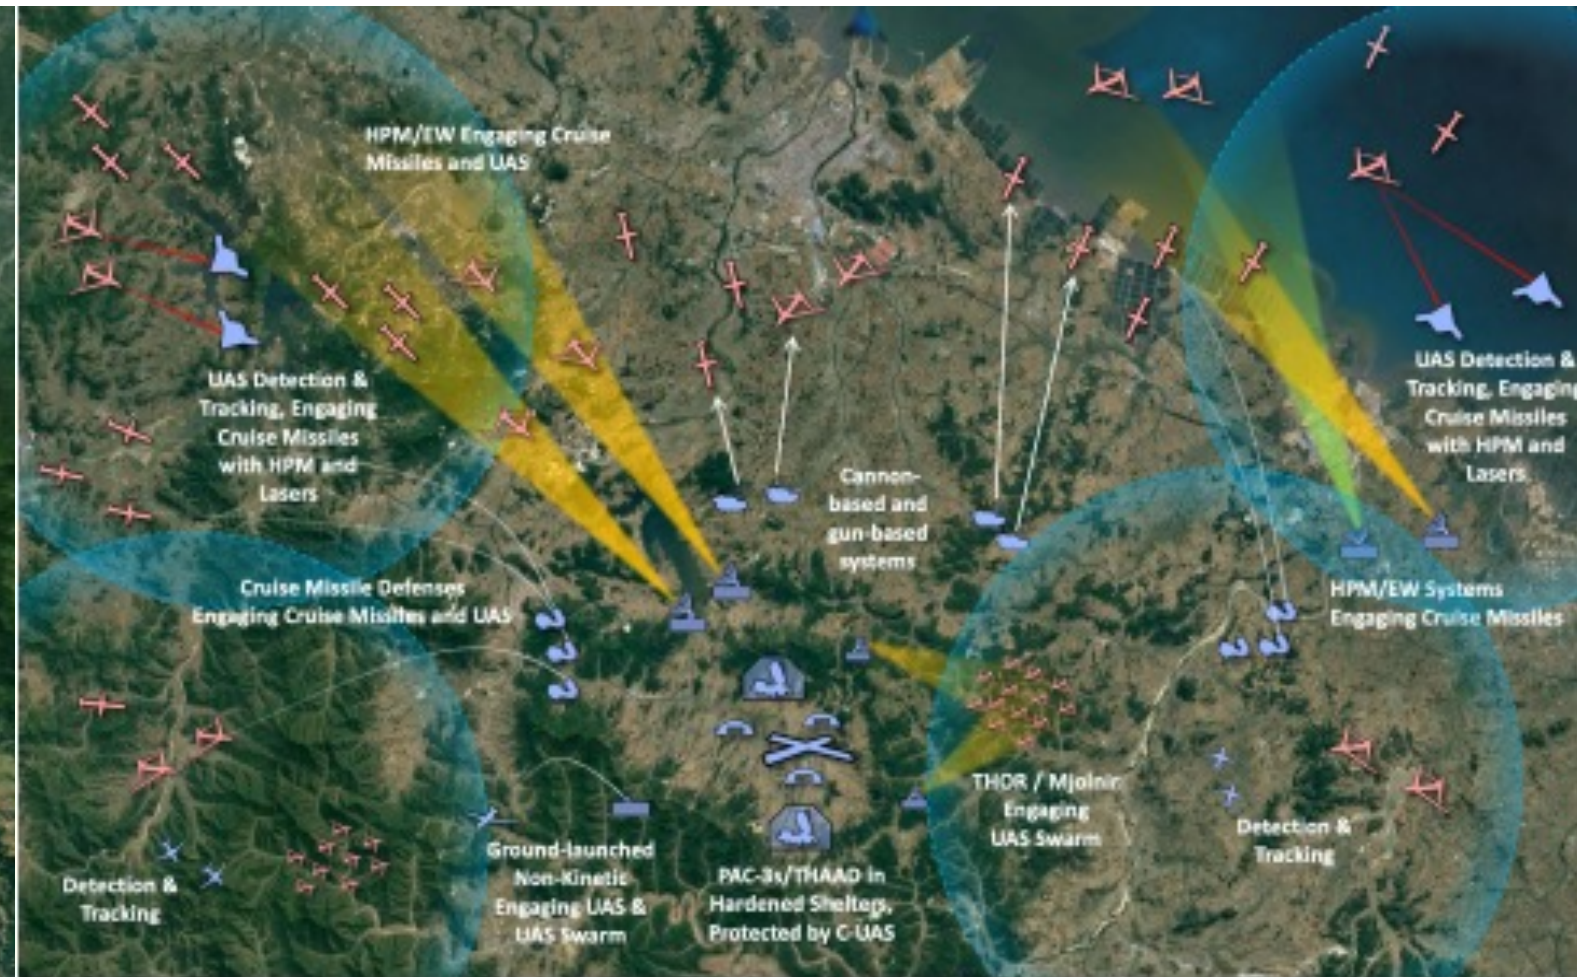 HPM/EW Engaging Cruise
Missiles and UAS
UAS Detection &
Tracking, Engaging
Cruise Missiles
with HPM and
Lasers
UAS Detection &
Tracking, Engaging
Cruise Missiles
with HPM and
Lasers
Cannon-
based and
gun-based
systems
Cruise Missile Defenses
Engaging Cruise Missiles and UAS
HPM/EW Systems
Engaging Cruise Missiles
THOR / Mjolnir
Engaging
UAS Swarm
Detection &
Tracking
Detection &
Tracking
Ground-launched
Non-Kinetic
Engaging UAS &
UAS Swarm
PAC-3s/THAAD in
Hardened Shelters,
Protected by C-UAS